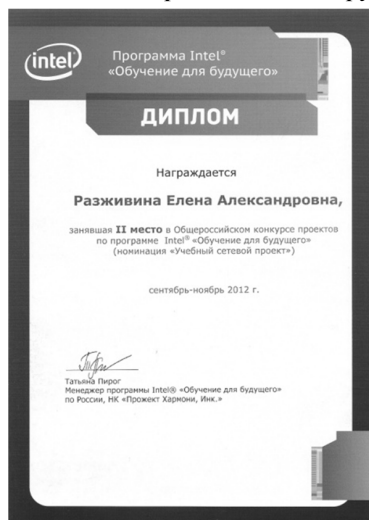 intel
Программа Intel®
«Обучение для будущего»
ДИПЛОМ
Награждается
Разживина Елена Александровна,
занявшая II место в Общероссийском конкурсе проектов
по программе Intel® «Обучение для будущего»
(номинация «Учебный сетевой проект»)
сентябрь-ноябрь 2012 г.
Татьяна Пирог
Менеджер программы Intel® «Обучение для будущего»
по России, НК «Прожект Хармони, Инк.»